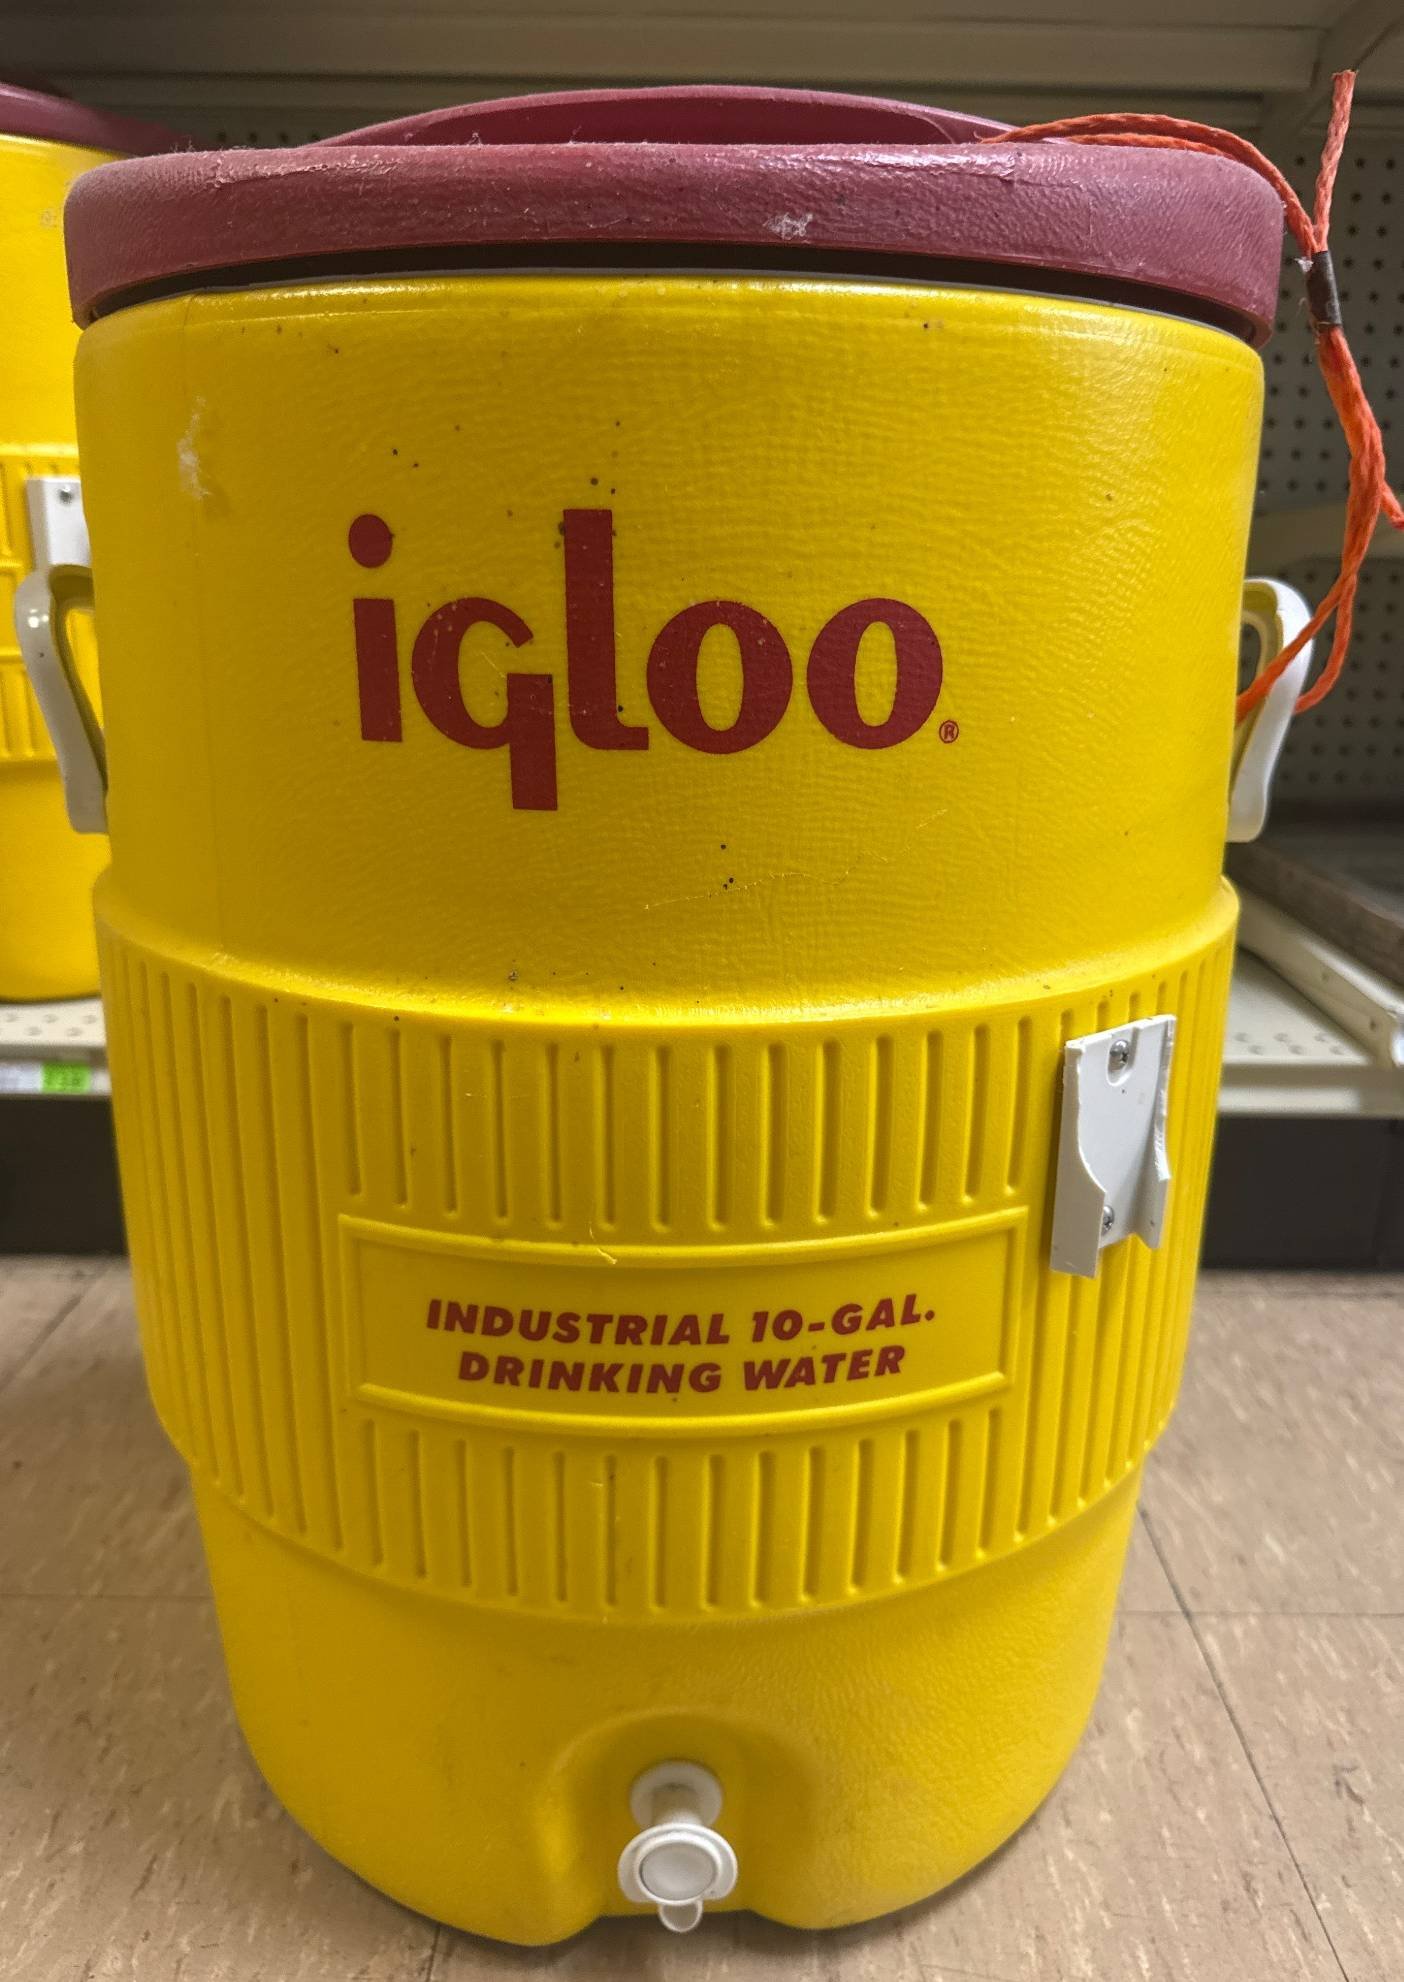 igloo®
INDUSTRIAL 10-GAL.
DRINKING WATER